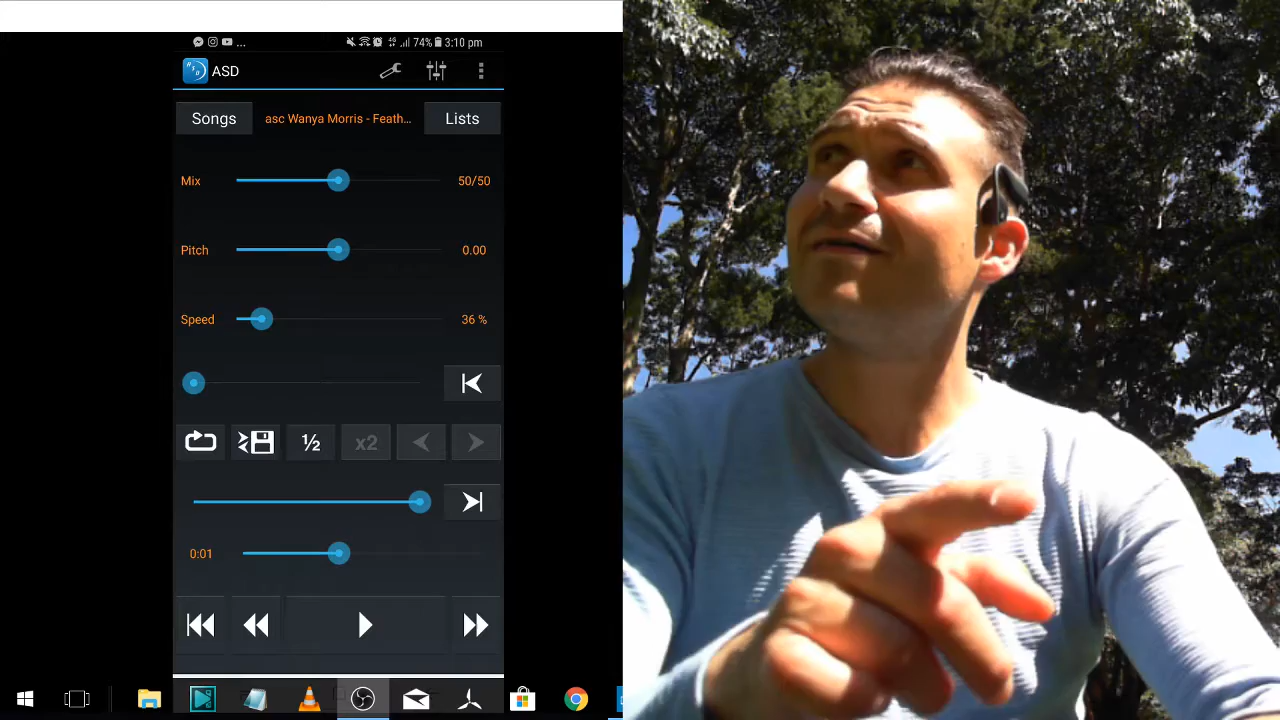 ... 74% 3:10 pm
ASD
Songs asc Wanya Morris - Feath... Lists
Mix 50/50
Pitch 0.00
Speed 36 %
½ x2
0:01